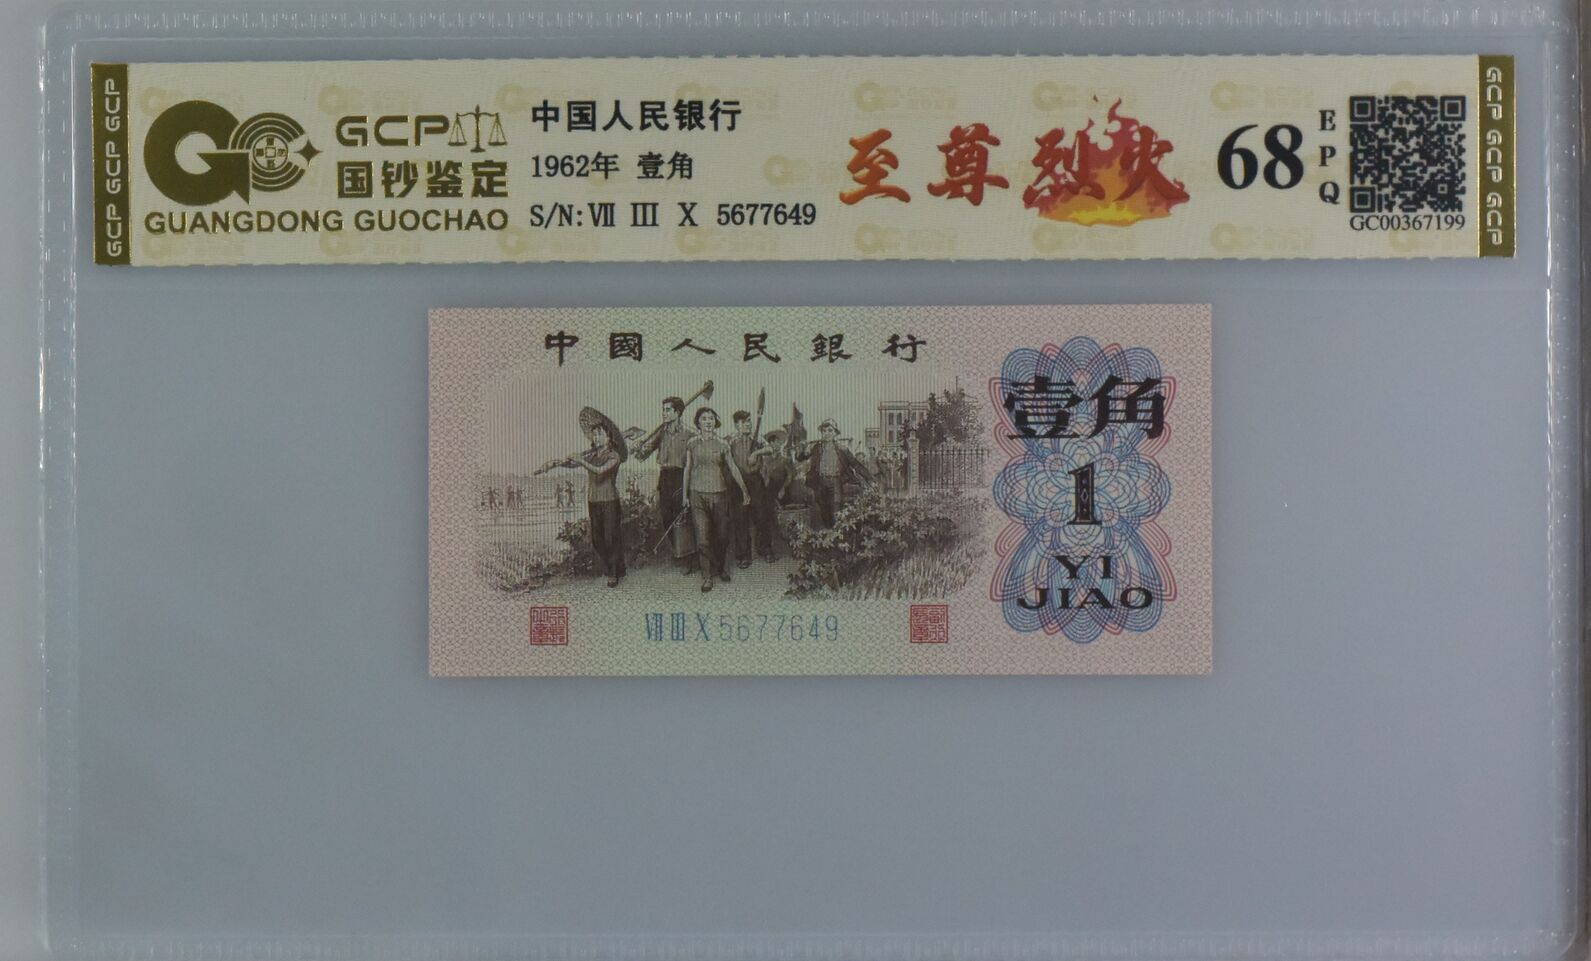 GCP GCP GCP
GCP
国钞鉴定
GUANGDONG GUOCHAO
中国人民银行
1962年 壹角
S/N: Ⅶ Ⅲ Ⅹ 5677649
至尊烈火
68
EPQ
GC00367199
GCP GCP GCP
中國人民銀行
壹角
1
YI
JIAO
Ⅶ Ⅲ Ⅹ 5677649